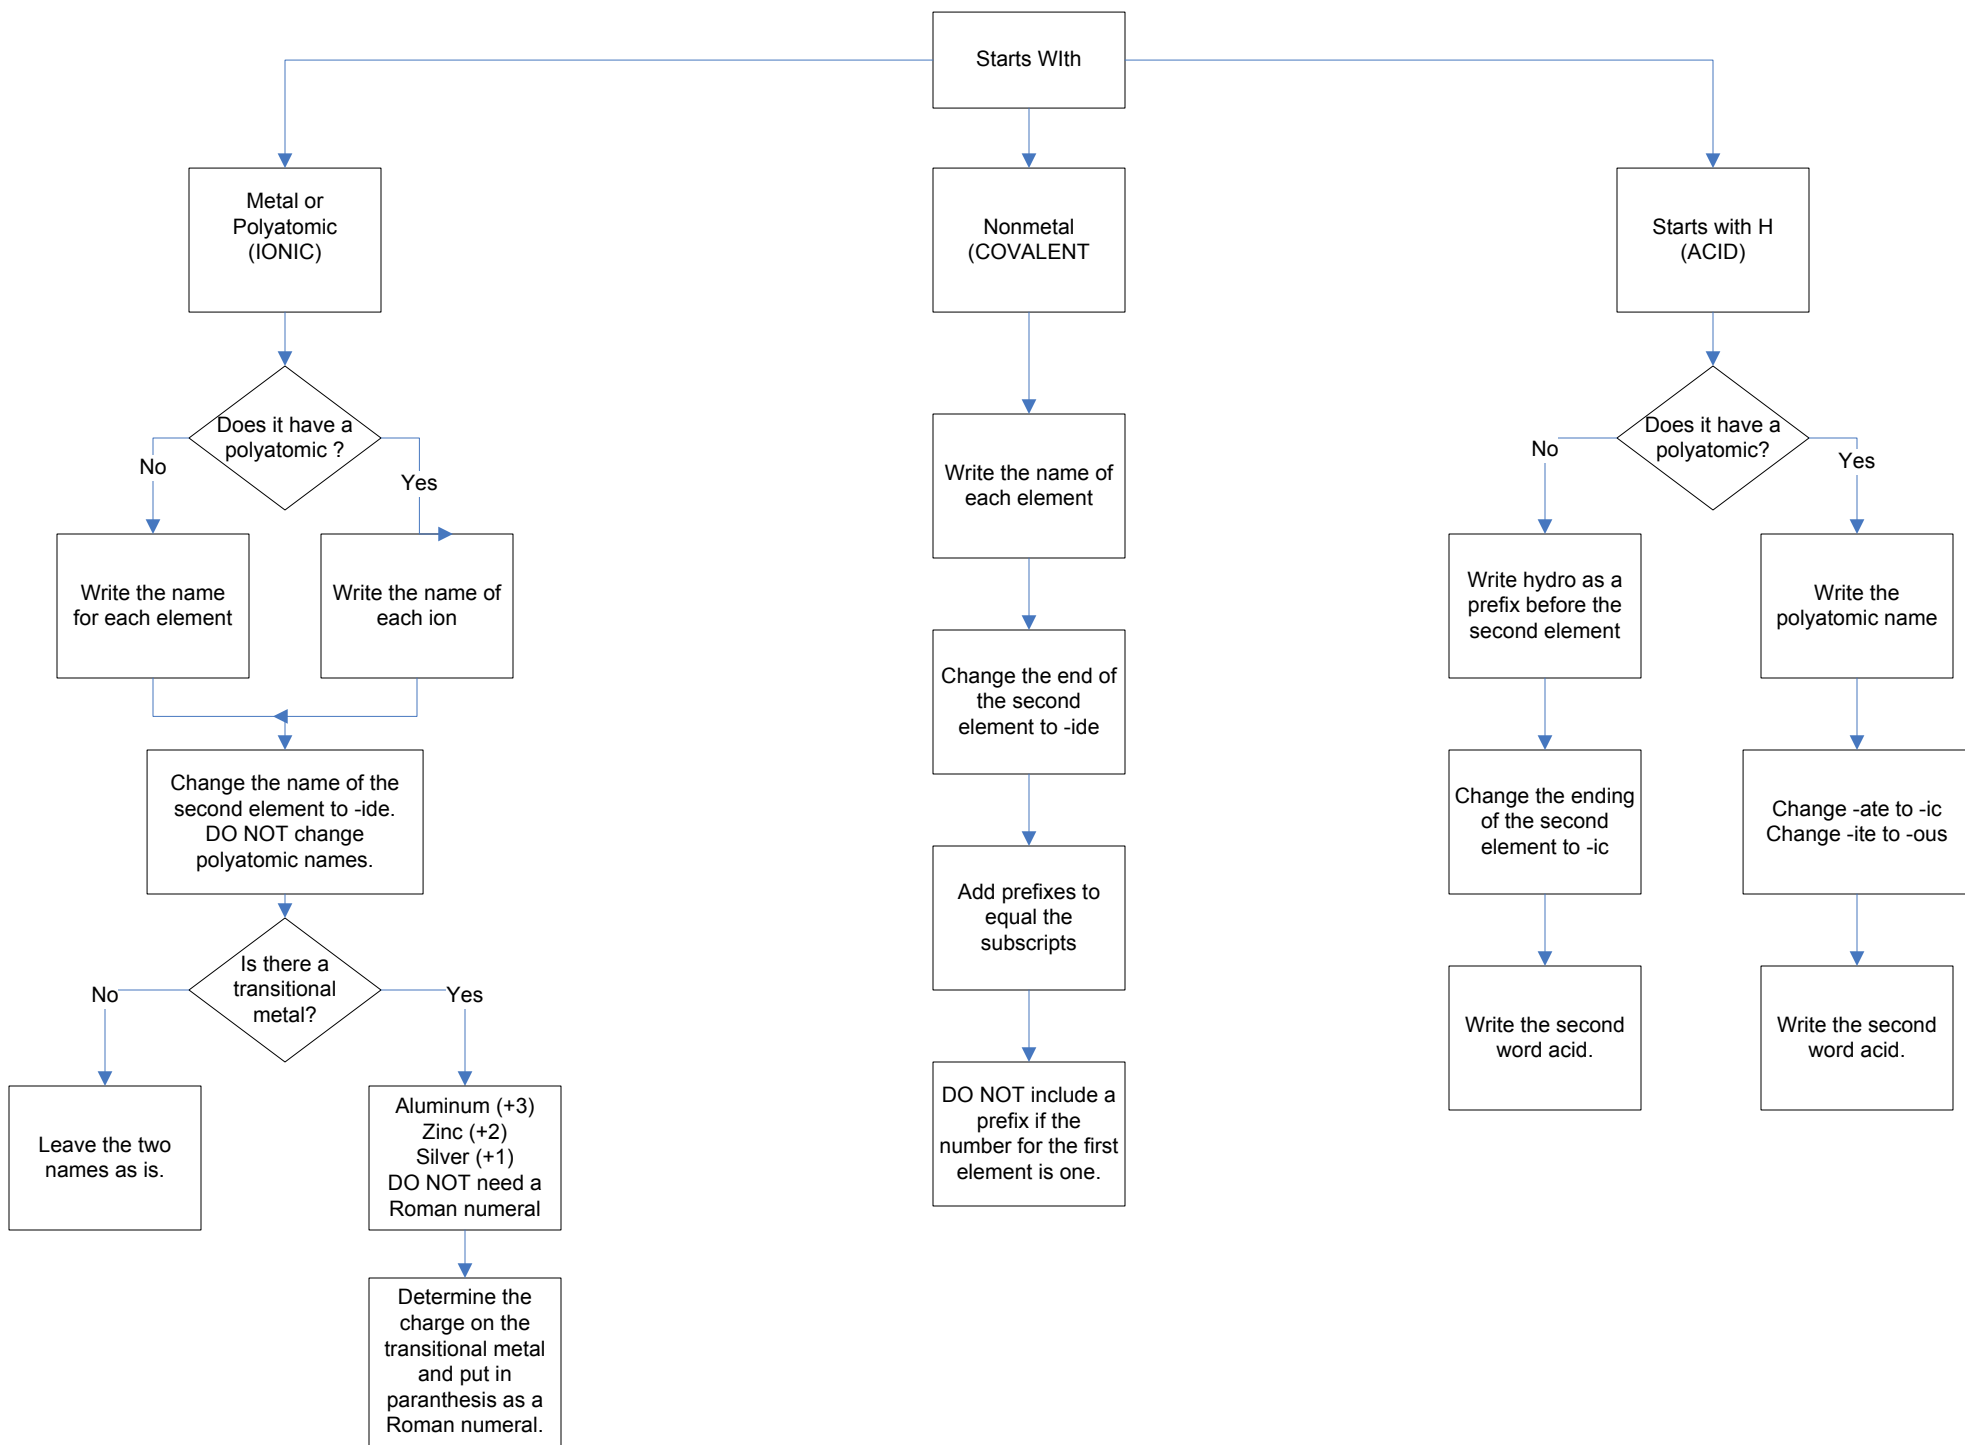 Starts WIth
Metal or
Polyatomic
(IONIC)
Nonmetal
(COVALENT
Starts with H
(ACID)
Does it have a
polyatomic ?
No
Yes
Write the name
for each element
Write the name of
each ion
Change the name of the
second element to -ide.
DO NOT change
polyatomic names.
Is there a
transitional
metal?
No
Yes
Leave the two
names as is.
Aluminum (+3)
Zinc (+2)
Silver (+1)
DO NOT need a
Roman numeral
Determine the
charge on the
transitional metal
and put in
paranthesis as a
Roman numeral.
Write the name of
each element
Change the end of
the second
element to -ide
Add prefixes to
equal the
subscripts
DO NOT include a
prefix if the
number for the first
element is one.
Does it have a
polyatomic?
No
Yes
Write hydro as a
prefix before the
second element
Change the ending
of the second
element to -ic
Write the second
word acid.
Write the
polyatomic name
Change -ate to -ic
Change -ite to -ous
Write the second
word acid.